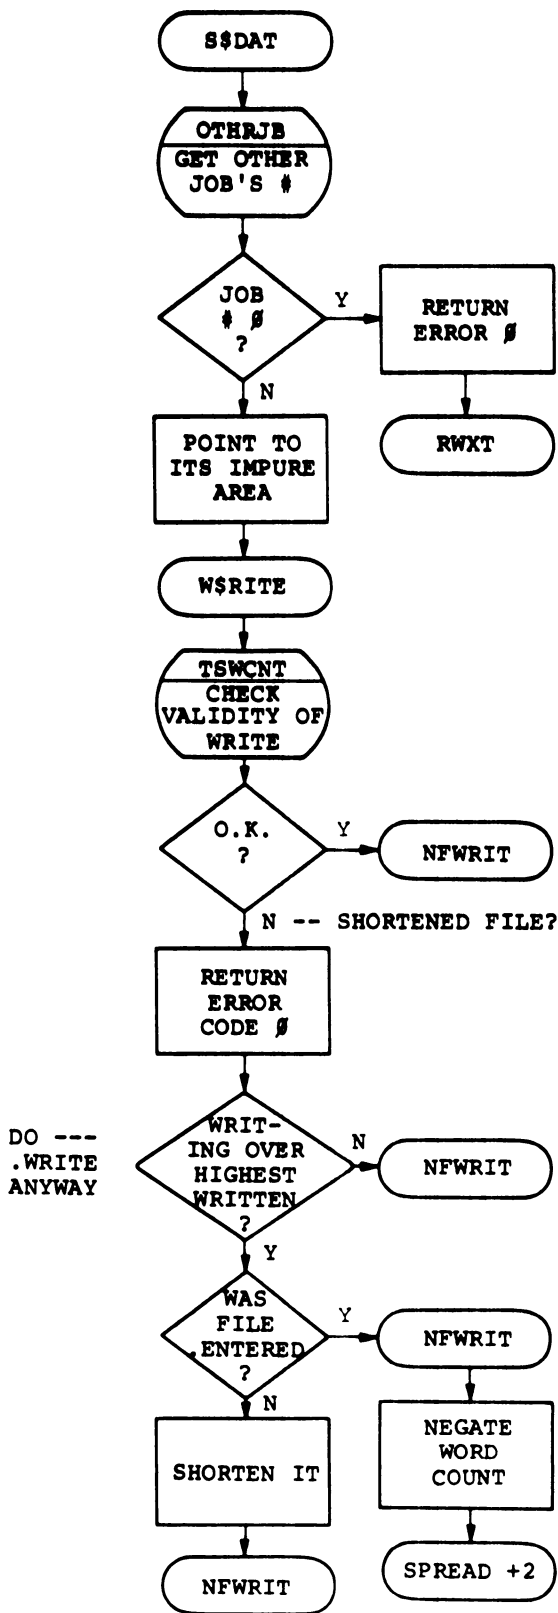 S$DAT
OTHRJB
GET OTHER
JOB'S #
JOB
# Ø
?
Y
RETURN
ERROR Ø
N
RWXT
POINT TO
ITS IMPURE
AREA
W$RITE
TSWCNT
CHECK
VALIDITY OF
WRITE
O.K.
?
Y
NFWRIT
N -- SHORTENED FILE?
RETURN
ERROR
CODE Ø
DO ---
.WRITE
ANYWAY
WRIT-
ING OVER
HIGHEST
WRITTEN
?
N
NFWRIT
Y
WAS
FILE
.ENTERED
?
Y
NFWRIT
N
SHORTEN IT
NEGATE
WORD
COUNT
NFWRIT
SPREAD +2